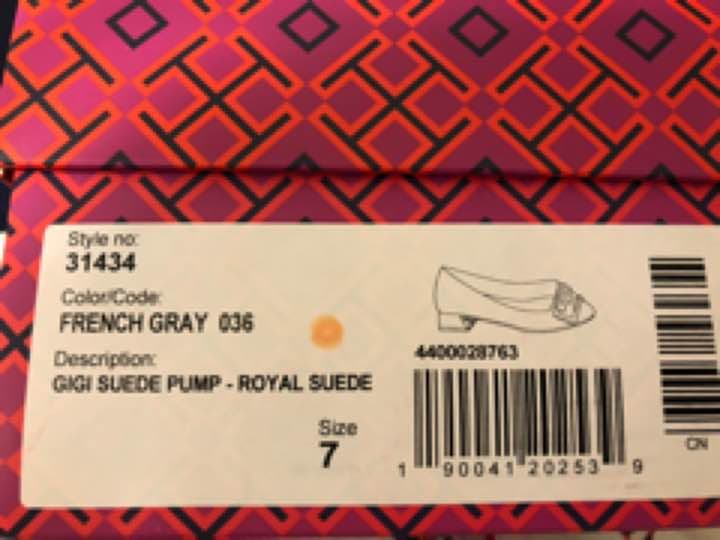 Style no:
31434
Color/Code:
FRENCH GRAY 036
Description:
GIGI SUEDE PUMP - ROYAL SUEDE
Size
7
4400028763
1 90041 20253 9
CN